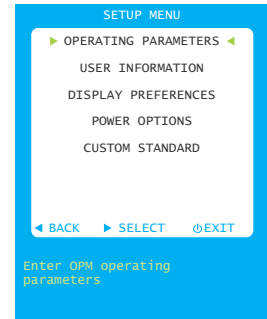 SETUP MENU
▶ OPERATING PARAMETERS ◀
USER INFORMATION
DISPLAY PREFERENCES
POWER OPTIONS
CUSTOM STANDARD
◀ BACK ▶ SELECT ⏻EXIT
Enter OPM operating
parameters